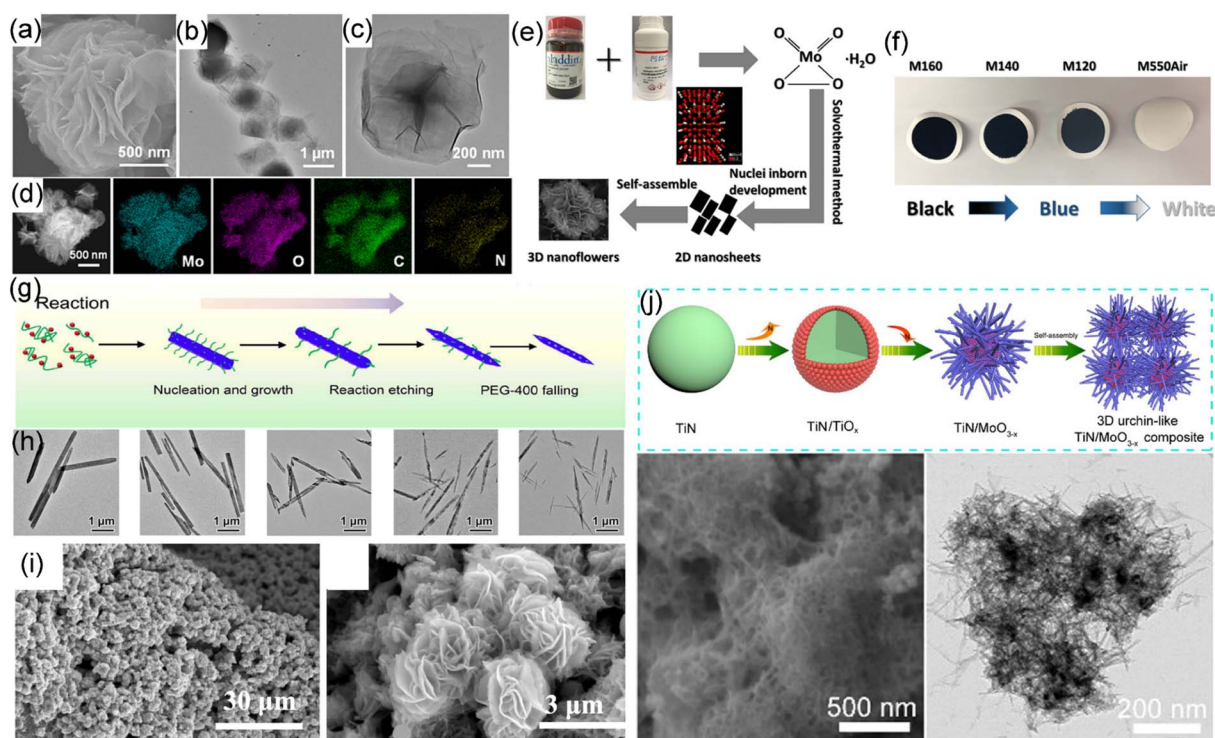 (a)
500 nm
(b)
1 μm
(c)
200 nm
(d)
500 nm
Mo
O
C
N
(e)
+
O
O
Mo
·H₂O
O
O
Solvothermal method
Nuclei inborn
development
Self-assemble
3D nanoflowers
2D nanosheets
(f)
M160 M140 M120 M550Air
Black Blue White
(g)
Reaction
Nucleation and growth
Reaction etching
PEG-400 falling
(h)
1 μm
1 μm
1 μm
1 μm
1 μm
(i)
30 μm
3 μm
(j)
Self-assembly
TiN
TiN/TiOₓ
TiN/MoO₃₋ₓ
3D urchin-like
TiN/MoO₃₋ₓ composite
500 nm
200 nm